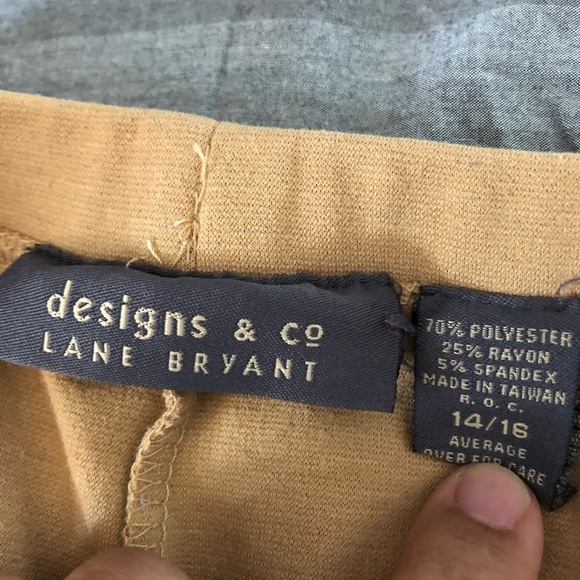 designs & Co
LANE BRYANT
70% POLYESTER
25% RAYON
5% SPANDEX
MADE IN TAIWAN
R. O. C.
14/16
AVERAGE
OVER FOR CARE